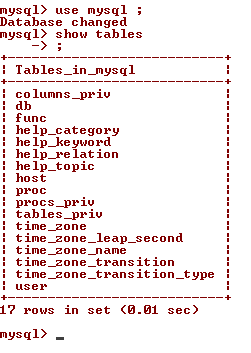 mysql> use mysql ;
Database changed
mysql> show tables
    -> ;
+---------------------------+
| Tables_in_mysql           |
+---------------------------+
| columns_priv              |
| db                        |
| func                      |
| help_category             |
| help_keyword              |
| help_relation             |
| help_topic                |
| host                      |
| proc                      |
| procs_priv                |
| tables_priv               |
| time_zone                 |
| time_zone_leap_second     |
| time_zone_name            |
| time_zone_transition      |
| time_zone_transition_type |
| user                      |
+---------------------------+
17 rows in set (0.01 sec)
mysql> _